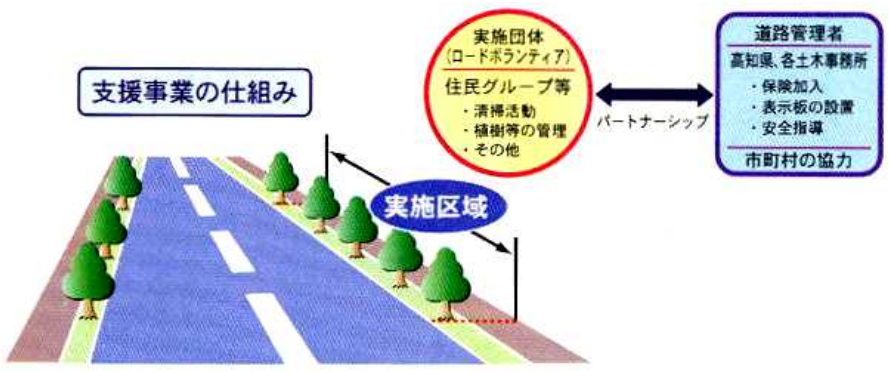 支援事業の仕組み
実施団体
(ロードボランティア)
住民グループ等
・清掃活動
・植樹等の管理
・その他
パートナーシップ
道路管理者
高知県、各土木事務所
・保険加入
・表示板の設置
・安全指導
市町村の協力
実施区域